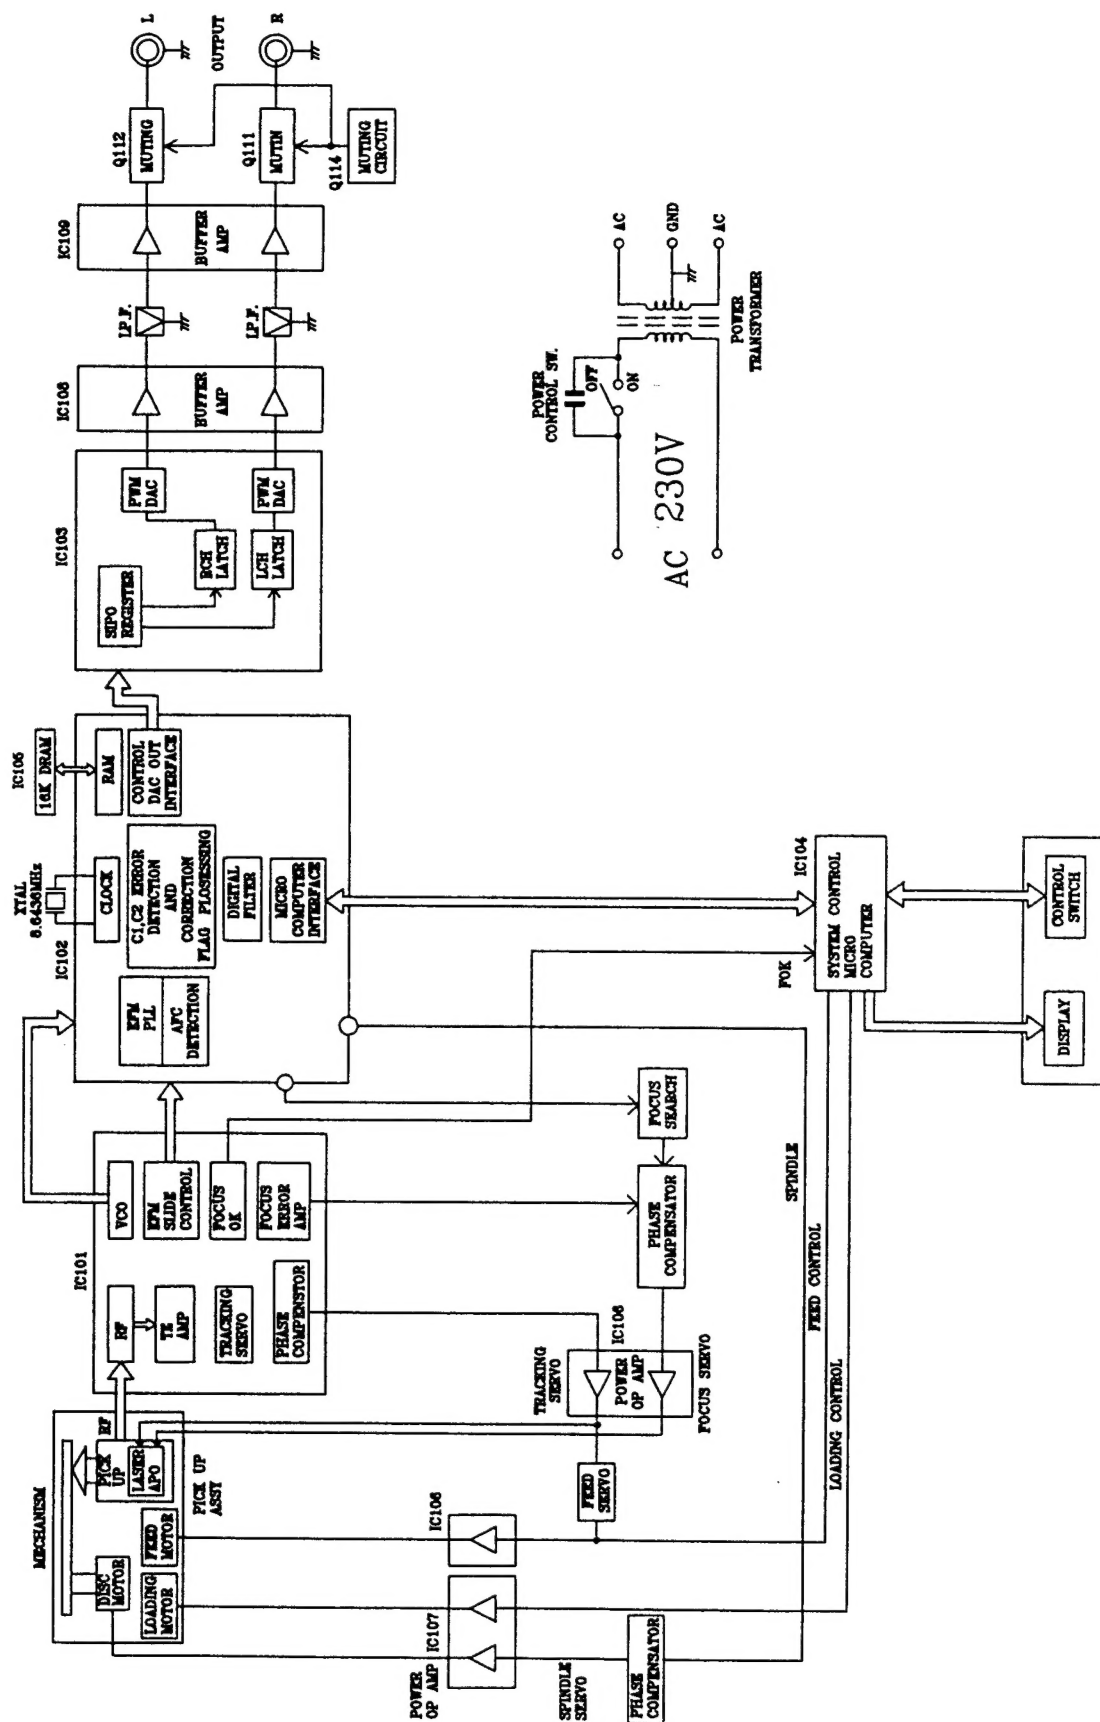 MECHANISM
DISC
MOTOR
LOADING
MOTOR
FEED
MOTOR
PICK
UP
LASER
APO
PICK UP
ASSY
RF
IC101
RF
TE
AMP
TRACKING
SERVO
PHASE
COMPENSTOR
VCO
EFM
SLIDE
CONTROL
FOCUS
OK
FOCUS
ERROR
AMP
IC102
XTAL
8.6436MHz
CLOCK
EFM
PLL
AFC
DETECTION
C1,C2 ERROR
DETECTION
AND
CORRECTION
FLAG PLOSESSING
DIGITAL
FILTER
MICRO
COMPUTER
INTERFACE
IC105
16K DRAM
RAM
CONTROL
DAC OUT
INTERFACE
IC103
SIPO
REGISTER
RCH
LATCH
LCH
LATCH
PWM
DAC
PWM
DAC
IC108
BUFFER
AMP
L.P.F.
L.P.F.
IC109
BUFFER
AMP
Q112
MUTING
Q111
MUTIN
Q114
MUTING
CIRCUIT
OUTPUT
L
R
TRACKING
SERVO
IC106
POWER
OP AMP
FOCUS SERVO
FEED
SERVO
PHASE
COMPENSATOR
FOCUS
SEARCH
FOK
IC104
SYSTEM CONTROL
MICRO
COMPUTER
SPINDLE
FEED CONTROL
LOADING CONTROL
DISPLAY
CONTROL
SWITCH
IC106
POWER
OP AMP
IC107
SPINDLE
SERVO
PHASE
COMPENSATOR
POWER
CONTROL SW.
OFF
ON
AC 230V
AC
GND
AC
POWER
TRANSFORMER